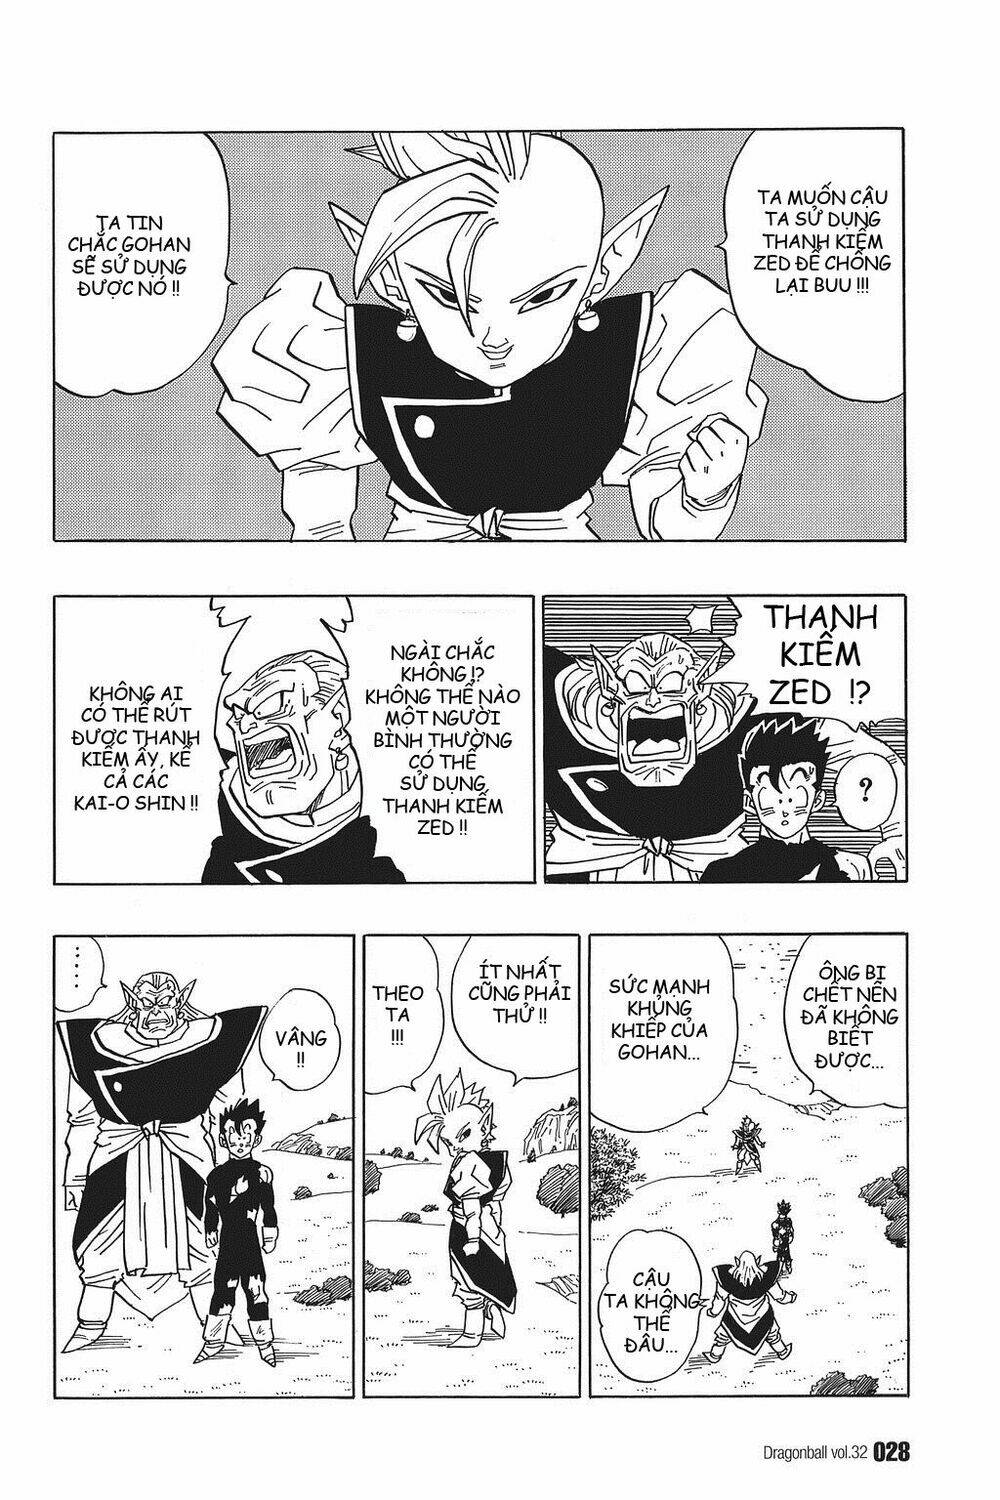 TA MUỐN CẬU
TA SỬ DỤNG
THANH KIẾM
ZED ĐỂ CHỐNG
LẠI BUU !!!
TA TIN
CHẮC GOHAN
SẼ SỬ DỤNG
ĐƯỢC NÓ !!
THANH
KIẾM
ZED !?
?
NGÀI CHẮC
KHÔNG !?
KHÔNG THỂ NÀO
MỘT NGƯỜI
BÌNH THƯỜNG
CÓ THỂ
SỬ DỤNG
THANH KIẾM
ZED !!
KHÔNG AI
CÓ THỂ RÚT
ĐƯỢC THANH
KIẾM ẤY, KỂ
CẢ CÁC
KAI-O SHIN !!
ÔNG BỊ
CHẾT NÊN
ĐÃ KHÔNG
BIẾT
ĐƯỢC...
SỨC MẠNH
KHỦNG
KHIẾP CỦA
GOHAN...
CẬU
TA KHÔNG
THỂ
ĐÂU...
ÍT NHẤT
CŨNG PHẢI
THỬ !!
THEO
TA
!!!
VÂNG
!!
.....
Dragonball vol.32 028